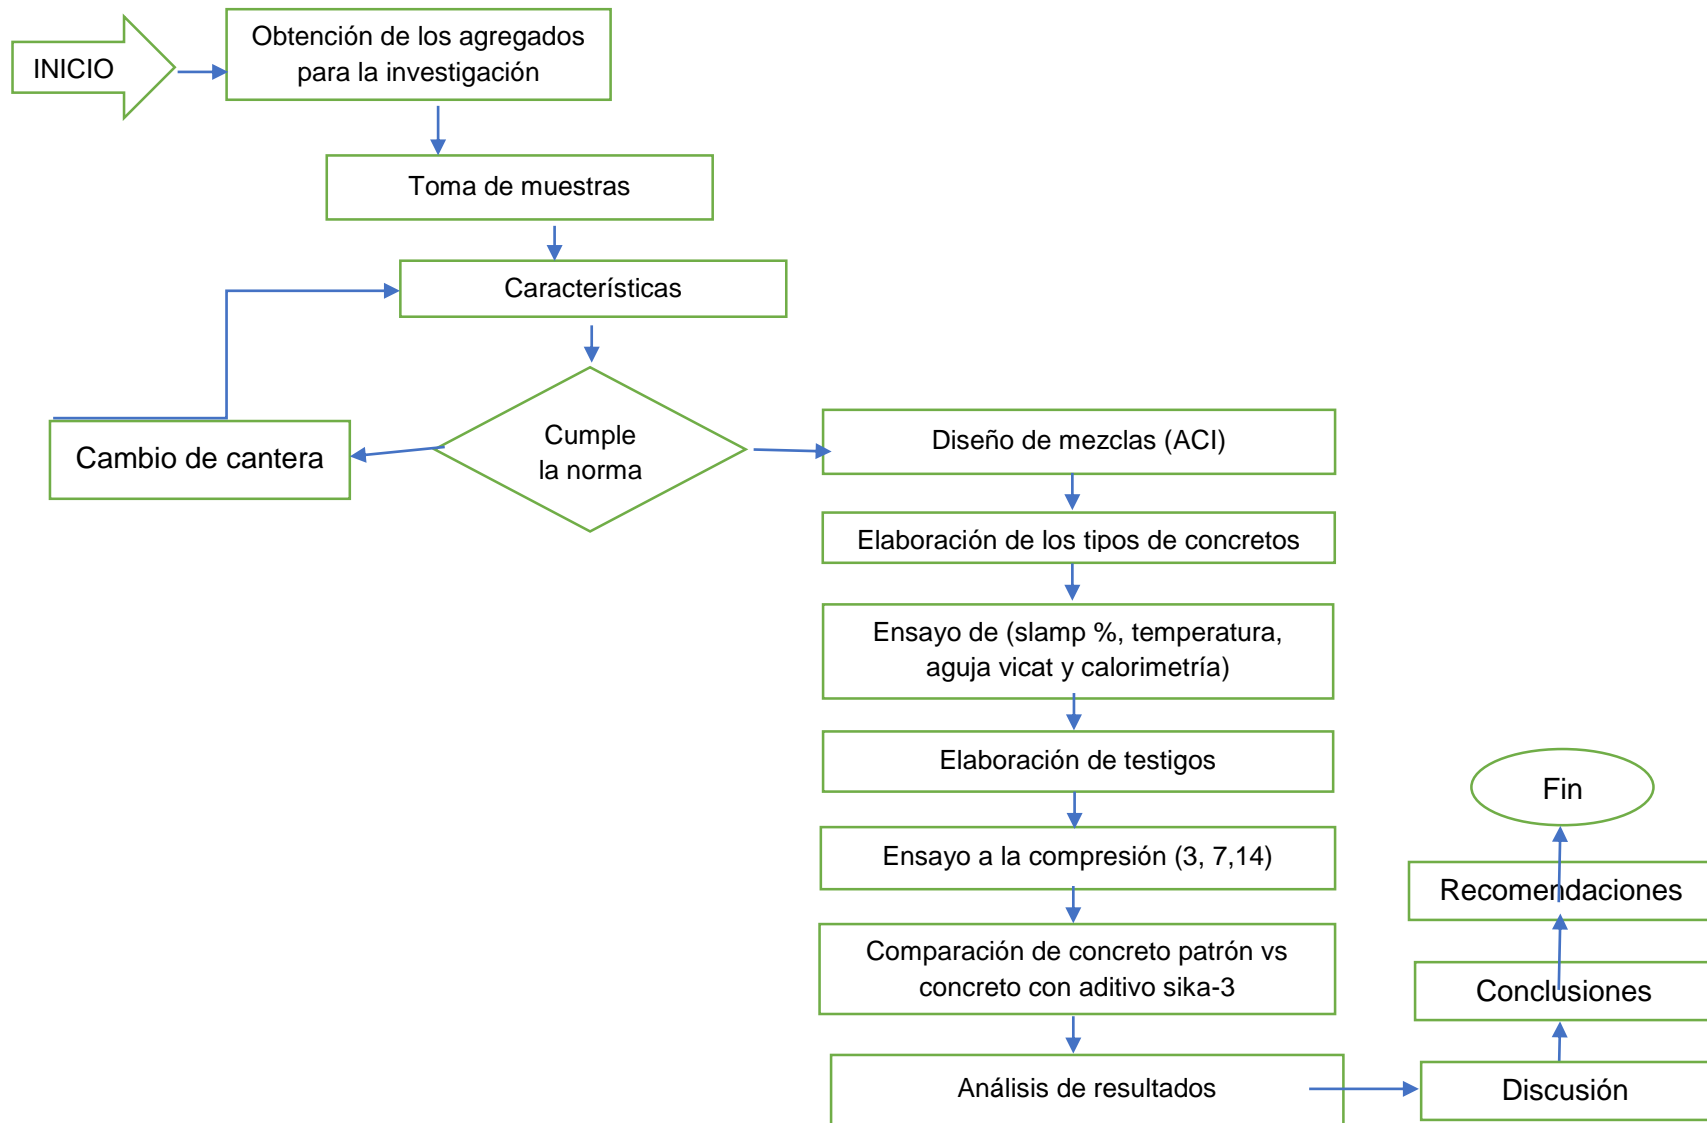 INICIO
Obtención de los agregados
para la investigación
Toma de muestras
Características
Cumple
la norma
Cambio de cantera
Diseño de mezclas (ACI)
Elaboración de los tipos de concretos
Ensayo de (slamp %, temperatura,
aguja vicat y calorimetría)
Elaboración de testigos
Ensayo a la compresión (3, 7,14)
Comparación de concreto patrón vs
concreto con aditivo sika-3
Análisis de resultados
Discusión
Conclusiones
Recomendaciones
Fin